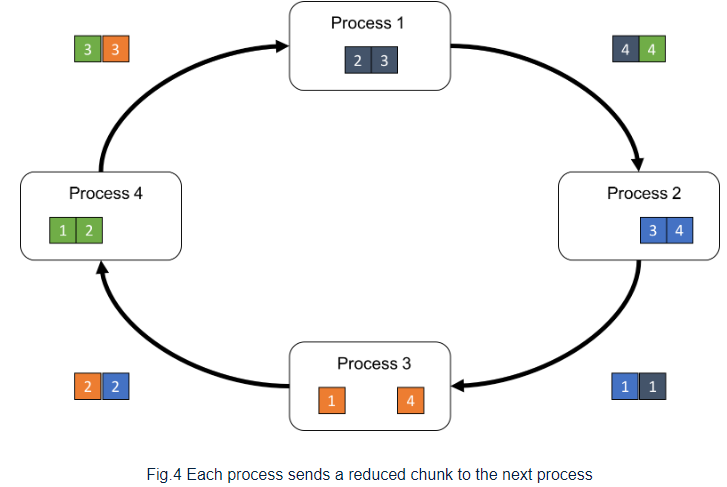 Process 1
2 3
3 3
4 4
Process 4
1 2
Process 2
3 4
Process 3
1 4
2 2
1 1
Fig.4 Each process sends a reduced chunk to the next process